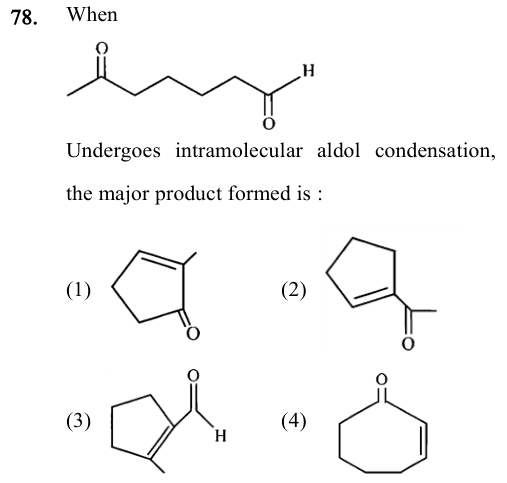 78. When
O
H
O
Undergoes intramolecular aldol condensation,
the major product formed is :
(1)
O
(2)
O
(3)
O
H
(4)
O